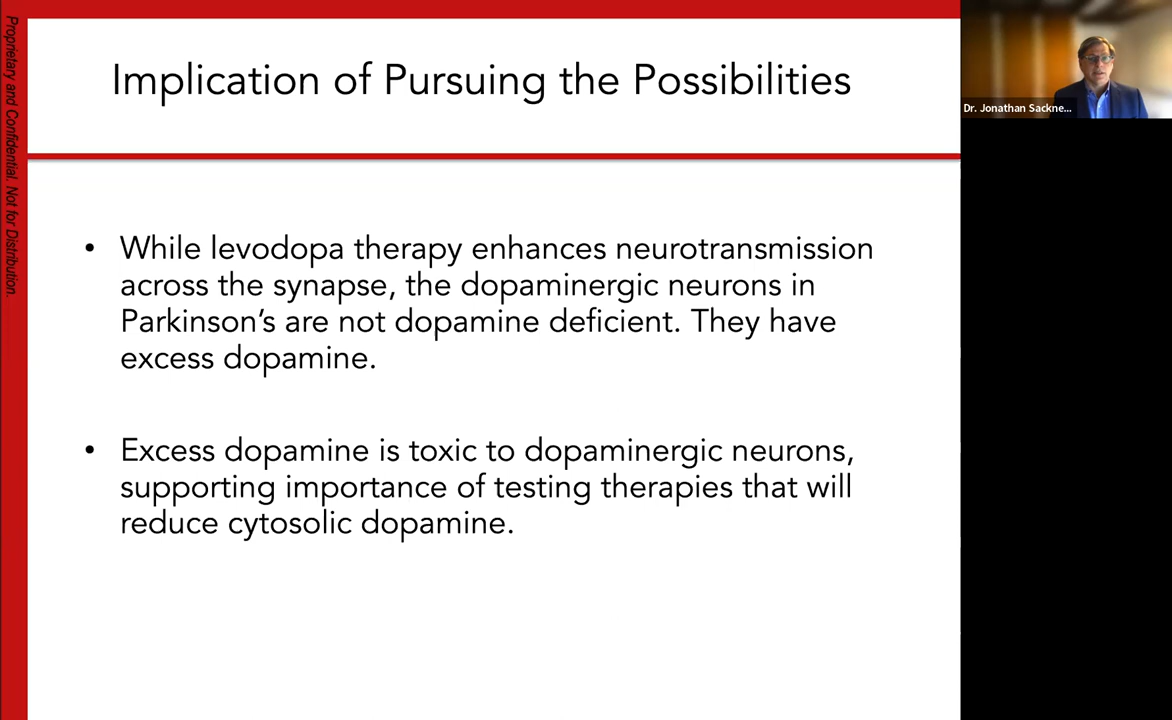 Proprietary and Confidential. Not for Distribution.
Implication of Pursuing the Possibilities
Dr. Jonathan Sackne...
• While levodopa therapy enhances neurotransmission
across the synapse, the dopaminergic neurons in
Parkinson’s are not dopamine deficient. They have
excess dopamine.
• Excess dopamine is toxic to dopaminergic neurons,
supporting importance of testing therapies that will
reduce cytosolic dopamine.